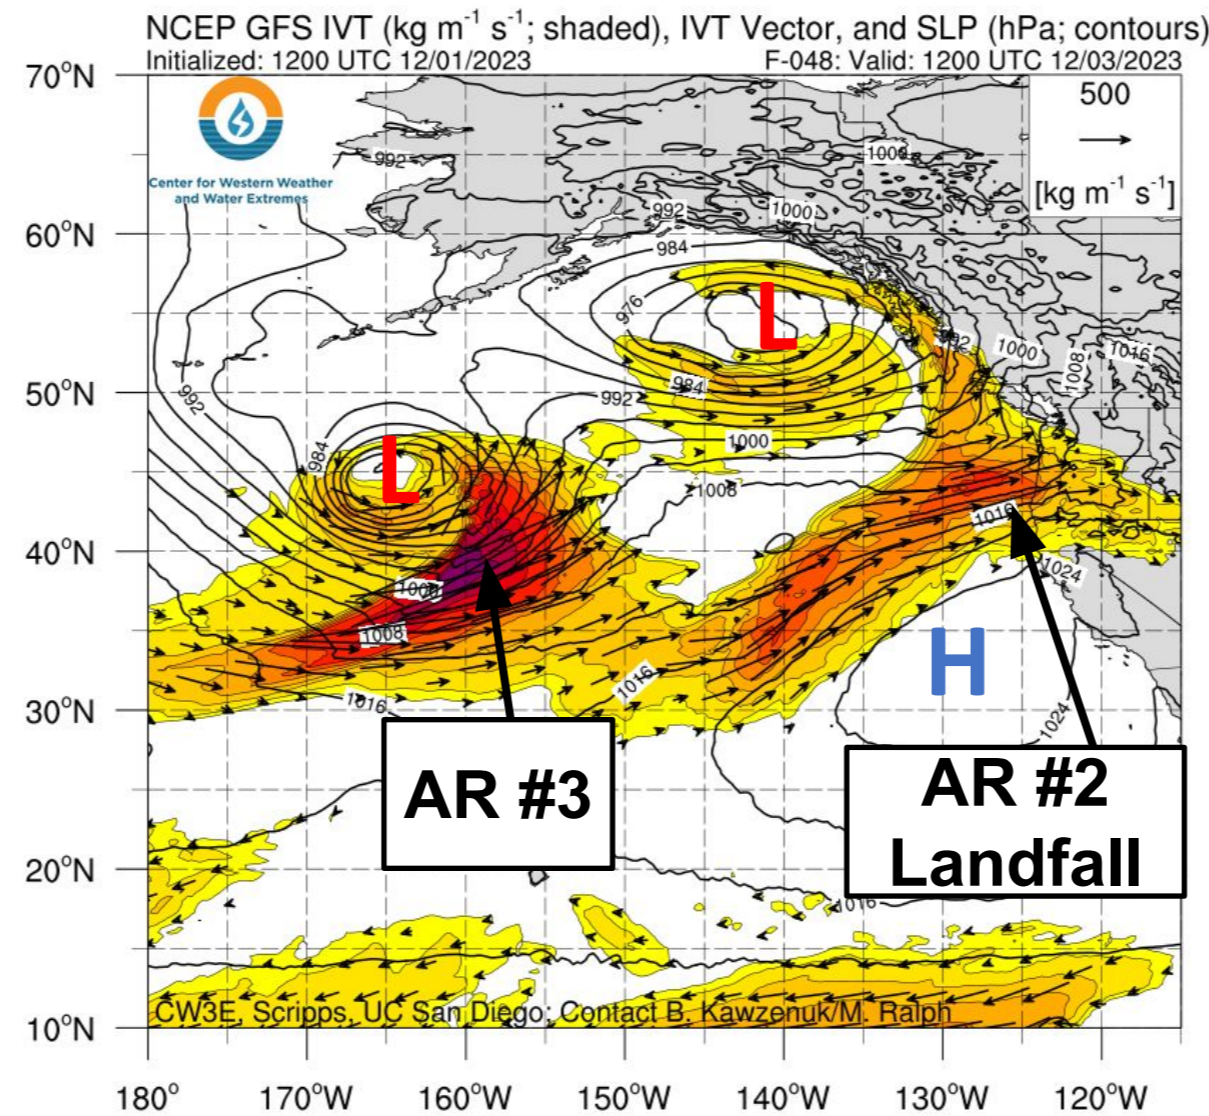 NCEP GFS IVT (kg m⁻¹ s⁻¹; shaded), IVT Vector, and SLP (hPa; contours)
Initialized: 1200 UTC 12/01/2023 F-048: Valid: 1200 UTC 12/03/2023
70°N
500
[kg m⁻¹ s⁻¹]
Center for Western Weather
and Water Extremes
992
1000
60°N
992
1000
984
976
L
992
1000
1008
1016
50°N
992
984
992
1000
984
L
1008
1016
40°N
1000
1024
1008
H
1016
1016
1024
30°N
AR #3
AR #2
Landfall
20°N
1016
10°N
CW3E, Scripps, UC San Diego; Contact B. Kawzenuk/M. Ralph
180° 170°W 160°W 150°W 140°W 130°W 120°W